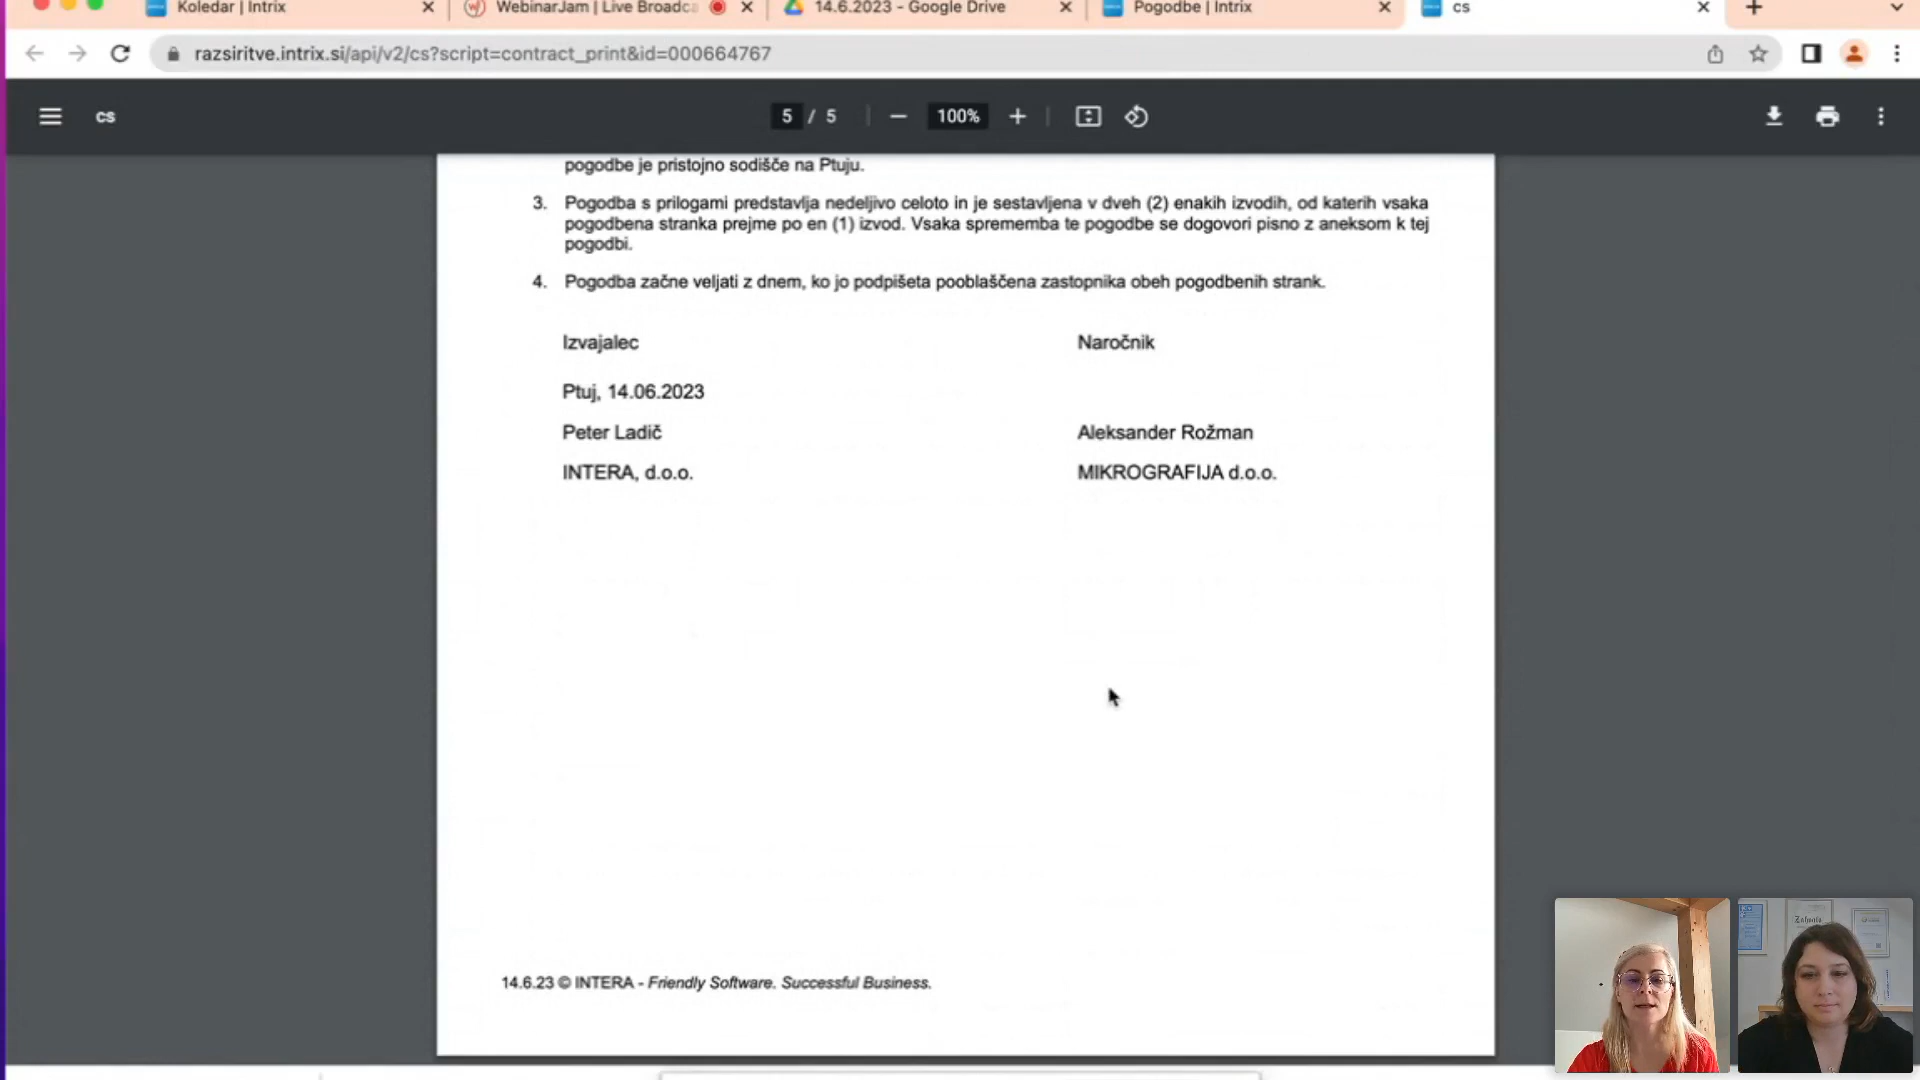 Koledar | Intrix
WebinarJam | Live Broadca
14.6.2023 - Google Drive
Pogodbe | Intrix
cs
razsiritve.intrix.si/api/v2/cs?script=contract_print&id=000664767
cs
5 / 5
100%
pogodbe je pristojno sodišče na Ptuju.
3. Pogodba s prilogami predstavlja nedeljivo celoto in je sestavljena v dveh (2) enakih izvodih, od katerih vsaka
pogodbena stranka prejme po en (1) izvod. Vsaka sprememba te pogodbe se dogovori pisno z aneksom k tej
pogodbi.
4. Pogodba začne veljati z dnem, ko jo podpišeta pooblaščena zastopnika obeh pogodbenih strank.
Izvajalec
Naročnik
Ptuj, 14.06.2023
Peter Ladič
Aleksander Rožman
INTERA, d.o.o.
MIKROGRAFIJA d.o.o.
14.6.23 © INTERA - Friendly Software. Successful Business.